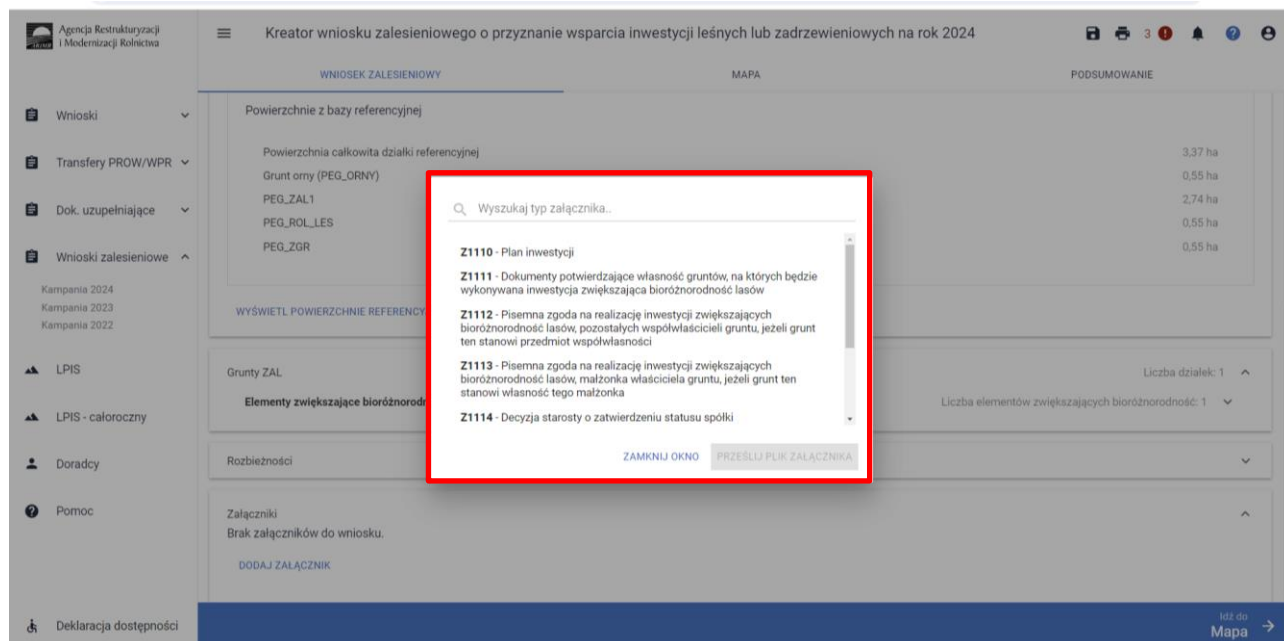 Agencja Restrukturyzacji
i Modernizacji Rolnictwa
Kreator wniosku zalesieniowego o przyznanie wsparcia inwestycji leśnych lub zadrzewieniowych na rok 2024
3
WNIOSEK ZALESIENIOWY
MAPA
PODSUMOWANIE
Wnioski
Transfery PROW/WPR
Dok. uzupełniające
Wnioski zalesieniowe
Kampania 2024
Kampania 2023
Kampania 2022
LPIS
LPIS - całoroczny
Doradcy
Pomoc
Deklaracja dostępności
Powierzchnie z bazy referencyjnej
Powierzchnia całkowita działki referencyjnej 3,37 ha
Grunt orny (PEG_ORNY) 0,55 ha
PEG_ZAL1 2,74 ha
PEG_ROL_LES 0,55 ha
PEG_ZGR 0,55 ha
WYŚWIETL POWIERZCHNIE REFERENCY
Grunty ZAL Liczba działek: 1
Elementy zwiększające bioróżnorodn Liczba elementów zwiększających bioróżnorodność: 1
Rozbieżności
Załączniki
Brak załączników do wniosku.
DODAJ ZAŁĄCZNIK
Wyszukaj typ załącznika..
Z1110 - Plan inwestycji
Z1111 - Dokumenty potwierdzające własność gruntów, na których będzie
wykonywana inwestycja zwiększająca bioróżnorodność lasów
Z1112 - Pisemna zgoda na realizację inwestycji zwiększających
bioróżnorodność lasów, pozostałych współwłaścicieli gruntu, jeżeli grunt
ten stanowi przedmiot współwłasności
Z1113 - Pisemna zgoda na realizację inwestycji zwiększających
bioróżnorodność lasów, małżonka właściciela gruntu, jeżeli grunt ten
stanowi własność tego małżonka
Z1114 - Decyzja starosty o zatwierdzeniu statusu spółki
ZAMKNIJ OKNO
PRZEŚLIJ PLIK ZAŁĄCZNIKA
Idź do
Mapa